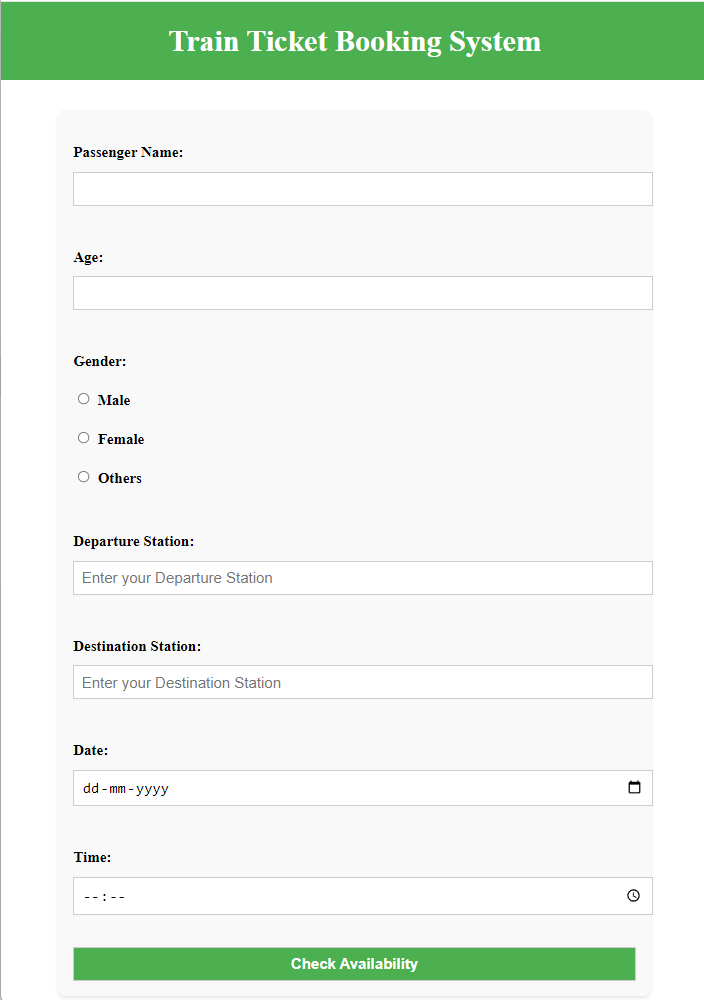 Train Ticket Booking System
Passenger Name:
Age:
Gender:
Male
Female
Others
Departure Station:
Enter your Departure Station
Destination Station:
Enter your Destination Station
Date:
dd-mm-yyyy
Time:
--:--
Check Availability